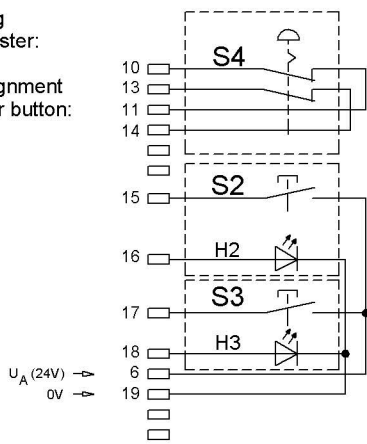 g
ster:
gnment
r button:
S4
10
13
11
14
S2
15
16 H2
S3
17
18 H3
U_A (24V) 6
0V 19